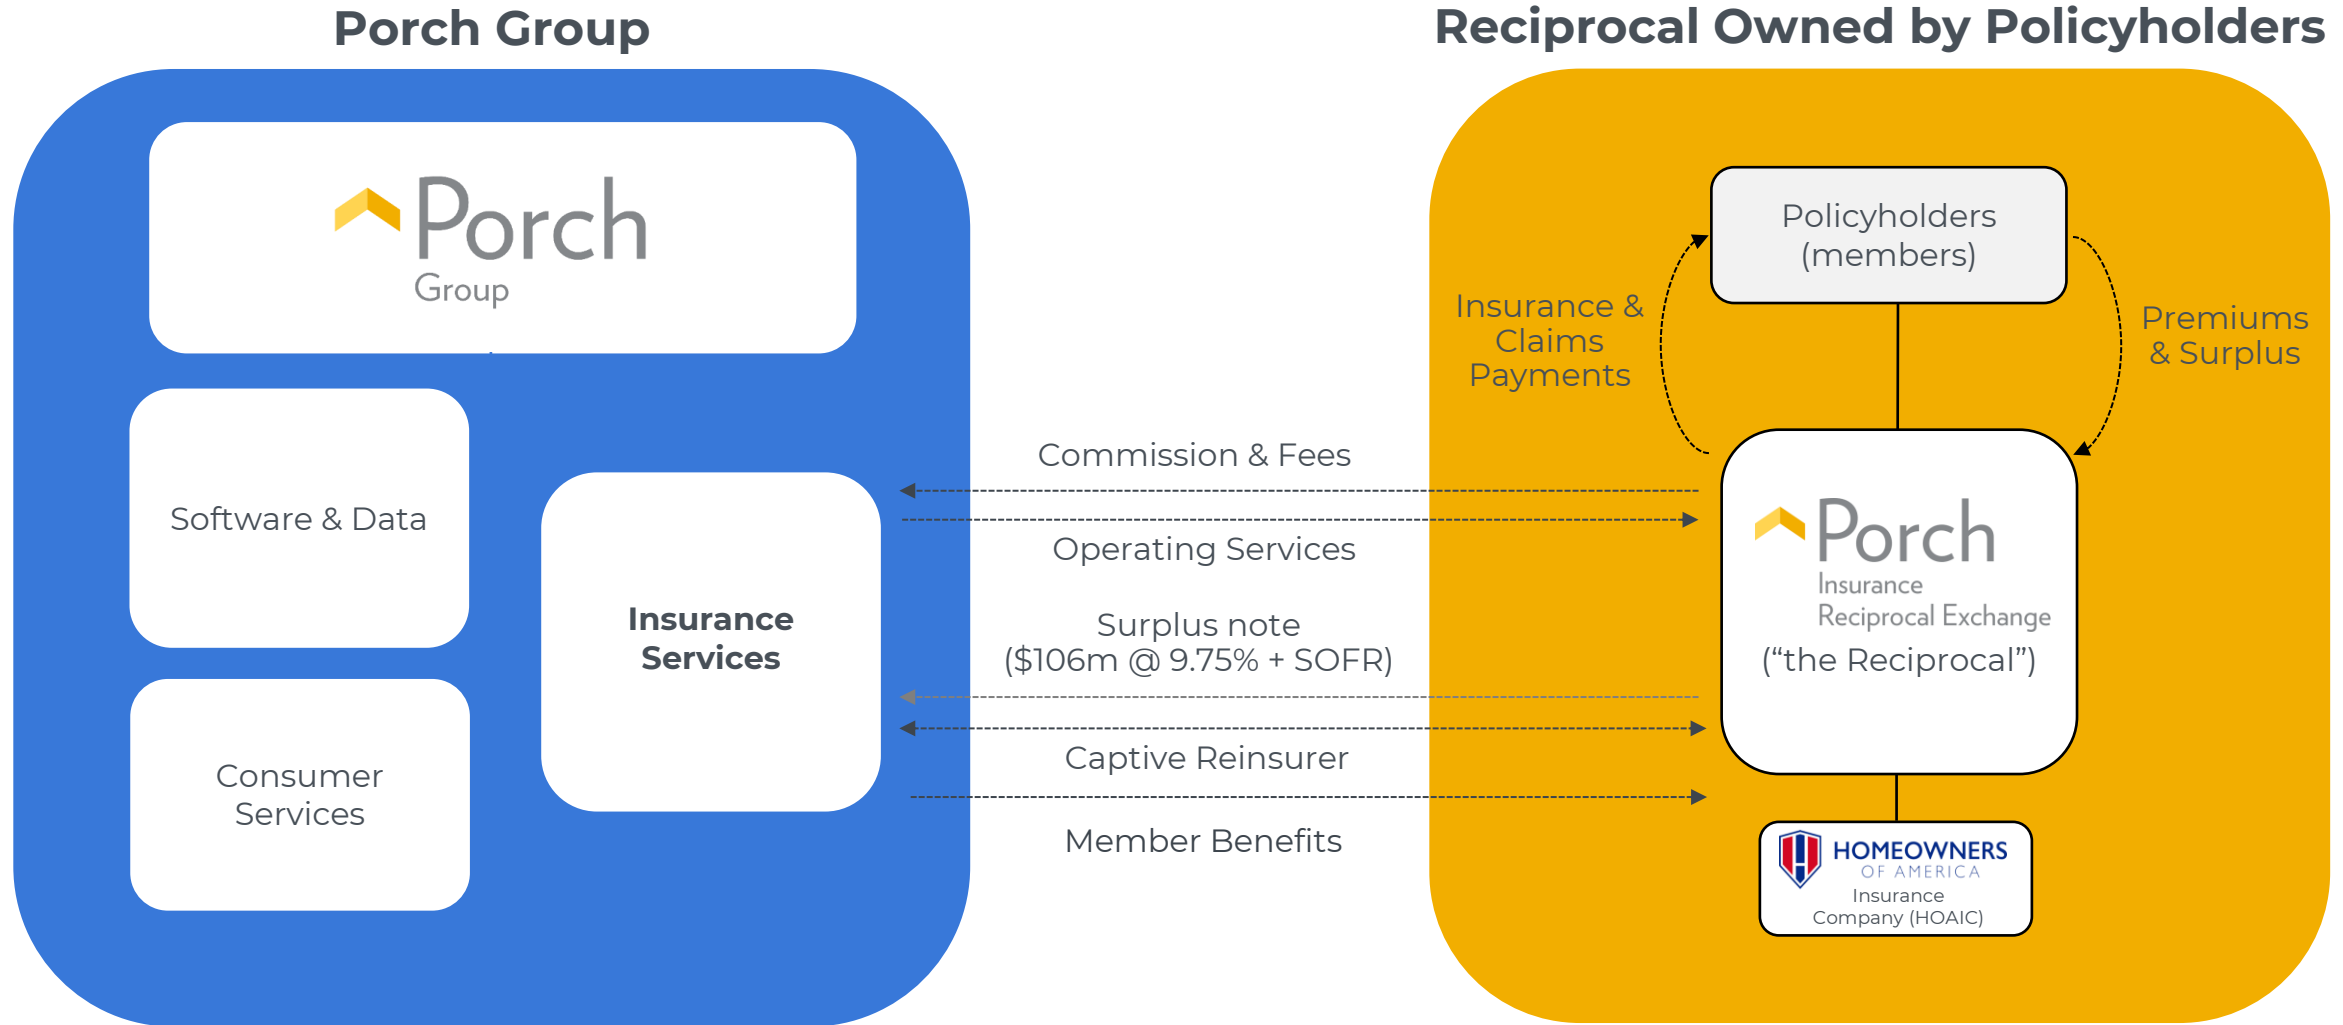 Porch Group
Porch
Group
Software & Data
Consumer
Services
Insurance
Services
Commission & Fees
Operating Services
Surplus note
($106m @ 9.75% + SOFR)
Captive Reinsurer
Member Benefits
Reciprocal Owned by Policyholders
Policyholders
(members)
Insurance &
Claims
Payments
Premiums
& Surplus
Porch
Insurance
Reciprocal Exchange
(“the Reciprocal”)
HOMEOWNERS
OF AMERICA
Insurance
Company (HOAIC)